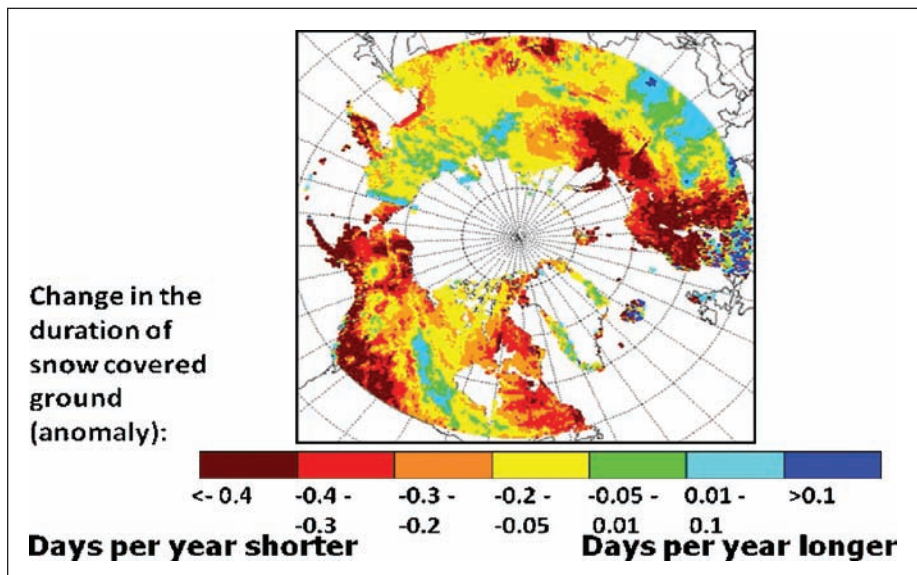 Change in the
duration of
snow covered
ground
(anomaly):
<- 0.4 -0.4 - -0.3 - -0.2 - -0.05 - 0.01 - >0.1
-0.3 -0.2 -0.05 0.01 0.1
Days per year shorter Days per year longer